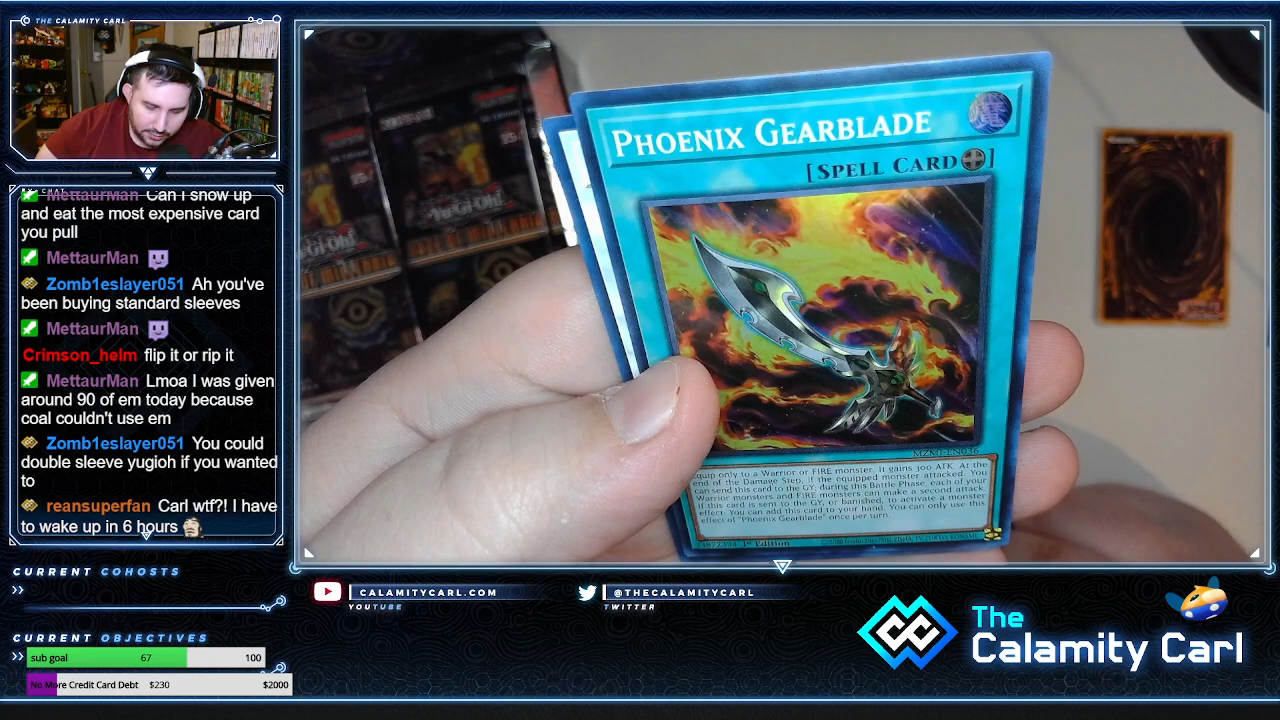 THE CALAMITY CARL
CHAT
MettaurMan Can I show up
and eat the most expensive card
you pull
MettaurMan
Zomb1eslayer051 Ah you've
been buying standard sleeves
MettaurMan
Crimson_helm flip it or rip it
MettaurMan Lmoa I was given
around 90 of em today because
coal couldn't use em
Zomb1eslayer051 You could
double sleeve yugioh if you wanted
to
reansuperfan Carl wtf?! I have
to wake up in 6 hours
CURRENT COHOSTS
CURRENT OBJECTIVES
sub goal 67 100
No More Credit Card Debt $230 $2000
Yu-Gi-Oh!
PHOENIX GEARBLADE
魔
[SPELL CARD]
MZMI-EN036
Equip only to a Warrior or FIRE monster. It gains 300 ATK. At the
end of the Damage Step, if the equipped monster attacked: You
can send this card to the GY; during this Battle Phase, each of your
Warrior monsters and FIRE monsters can make a second attack.
If this card is sent to the GY, or banished, to activate a monster
effect: You can add this card to your hand. You can only use this
effect of "Phoenix Gearblade" once per turn.
1st Edition
CALAMITYCARL.COM
YOUTUBE
@THECALAMITYCARL
TWITTER
The
Calamity Carl